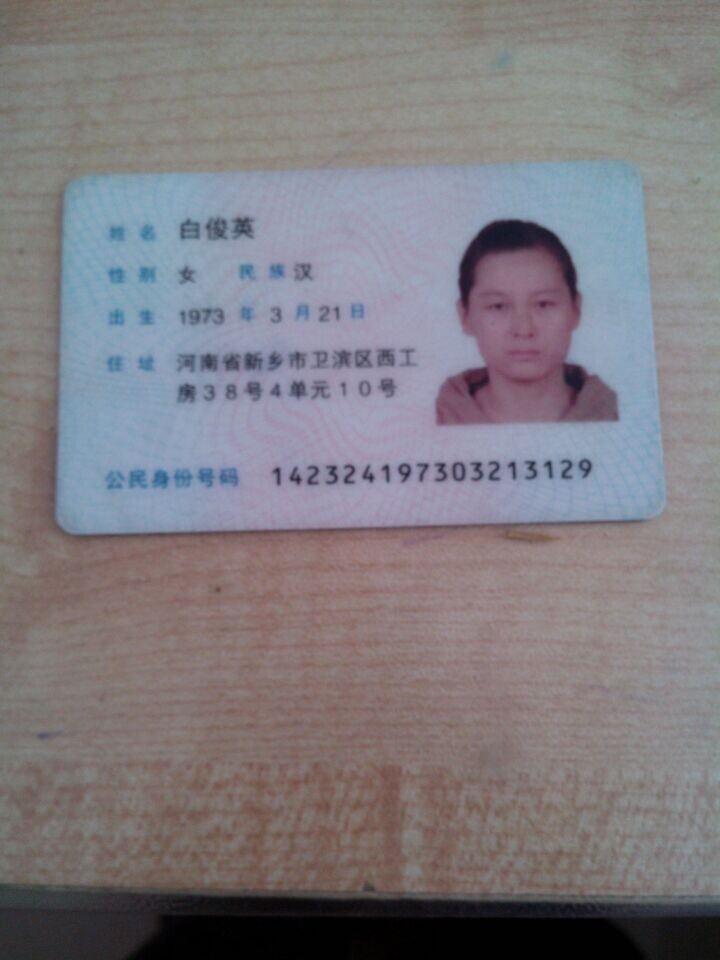 姓名 白俊英
性别 女 民族 汉
出生 1973 年 3 月 21 日
住址 河南省新乡市卫滨区西工
房38号4单元10号
公民身份号码 142324197303213129